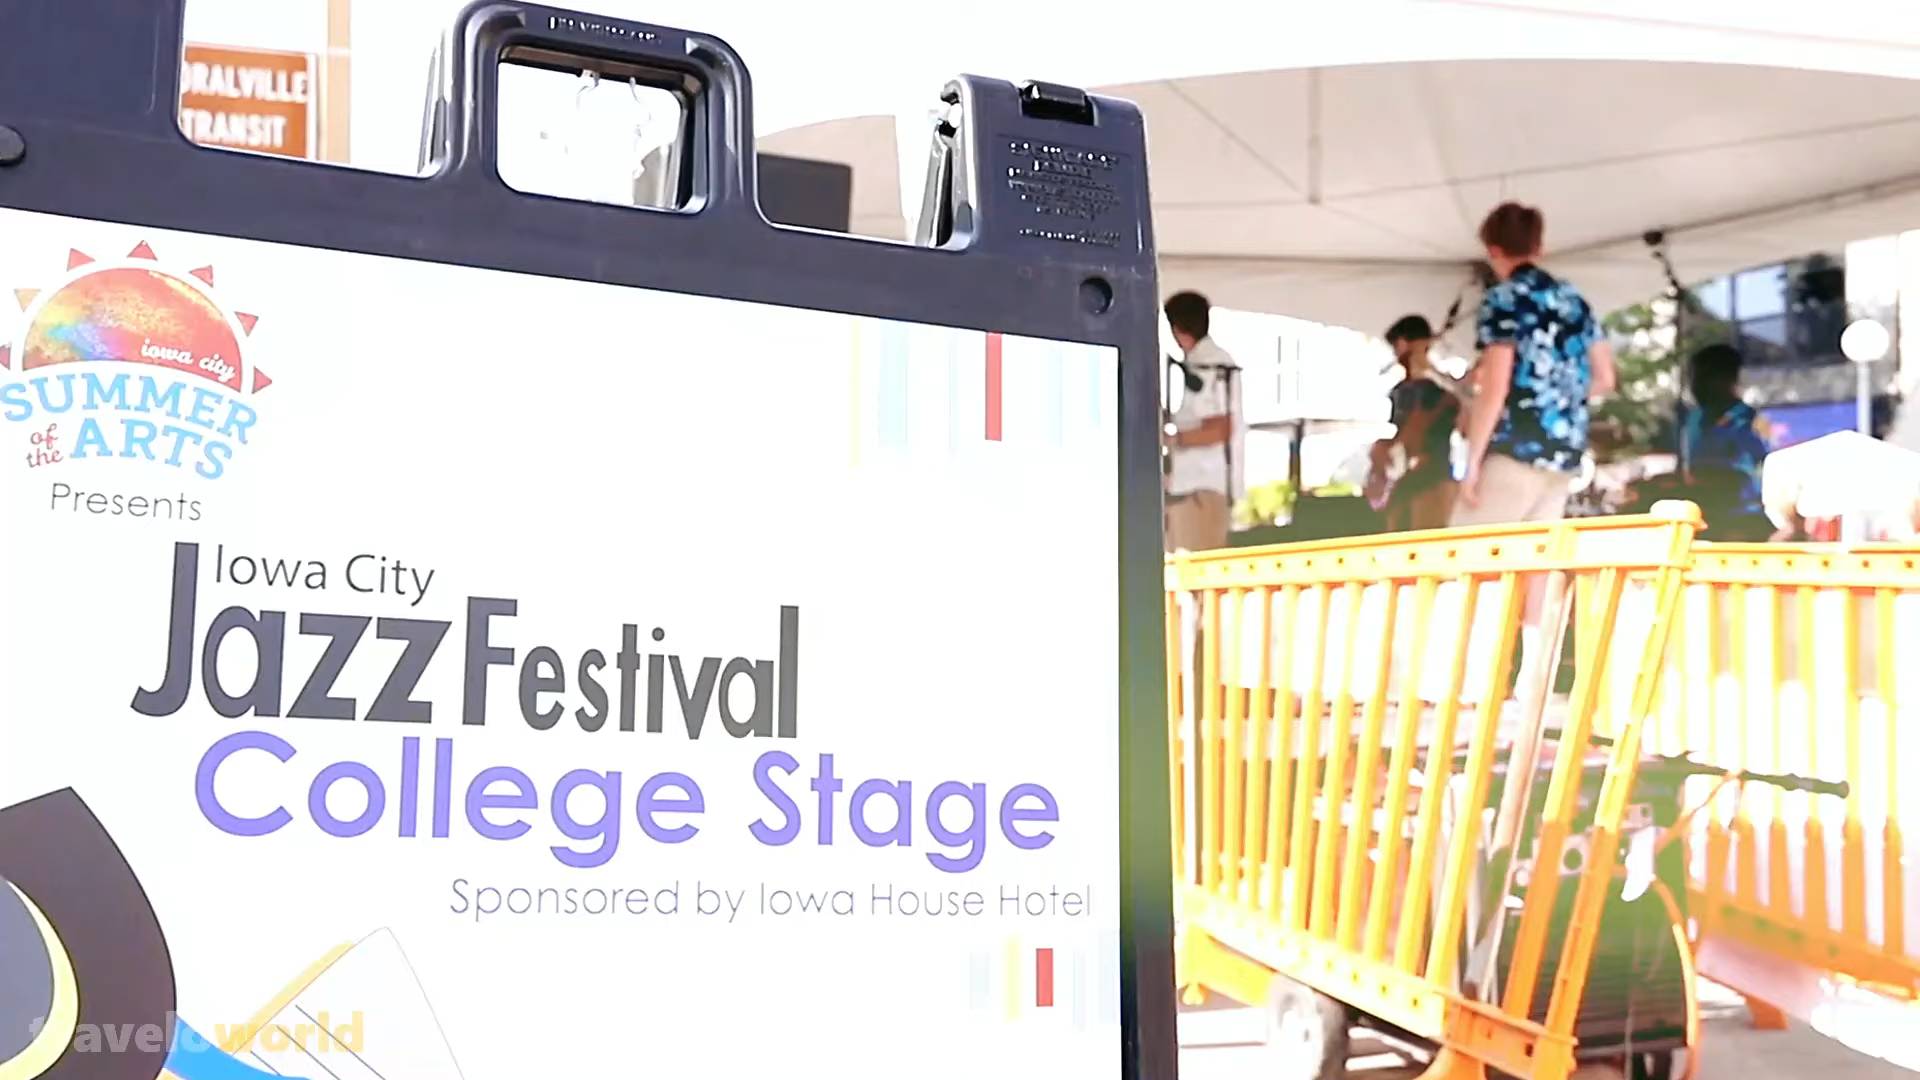 ORALVILLE
TRANSIT
iowa city
SUMMER
of the ARTS
Presents
Iowa City
Jazz Festival
College Stage
Sponsored by Iowa House Hotel
traveloworld